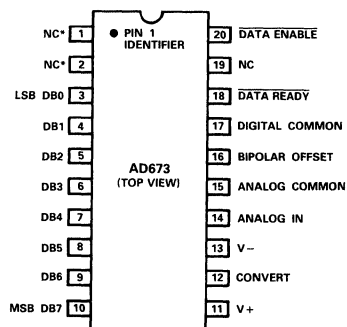 NC* 1 ● PIN 1 IDENTIFIER 20 DATA ENABLE
NC* 2 19 NC
LSB DB0 3 18 DATA READY
DB1 4 17 DIGITAL COMMON
DB2 5 16 BIPOLAR OFFSET
AD673
(TOP VIEW)
DB3 6 15 ANALOG COMMON
DB4 7 14 ANALOG IN
DB5 8 13 V−
DB6 9 12 CONVERT
MSB DB7 10 11 V+